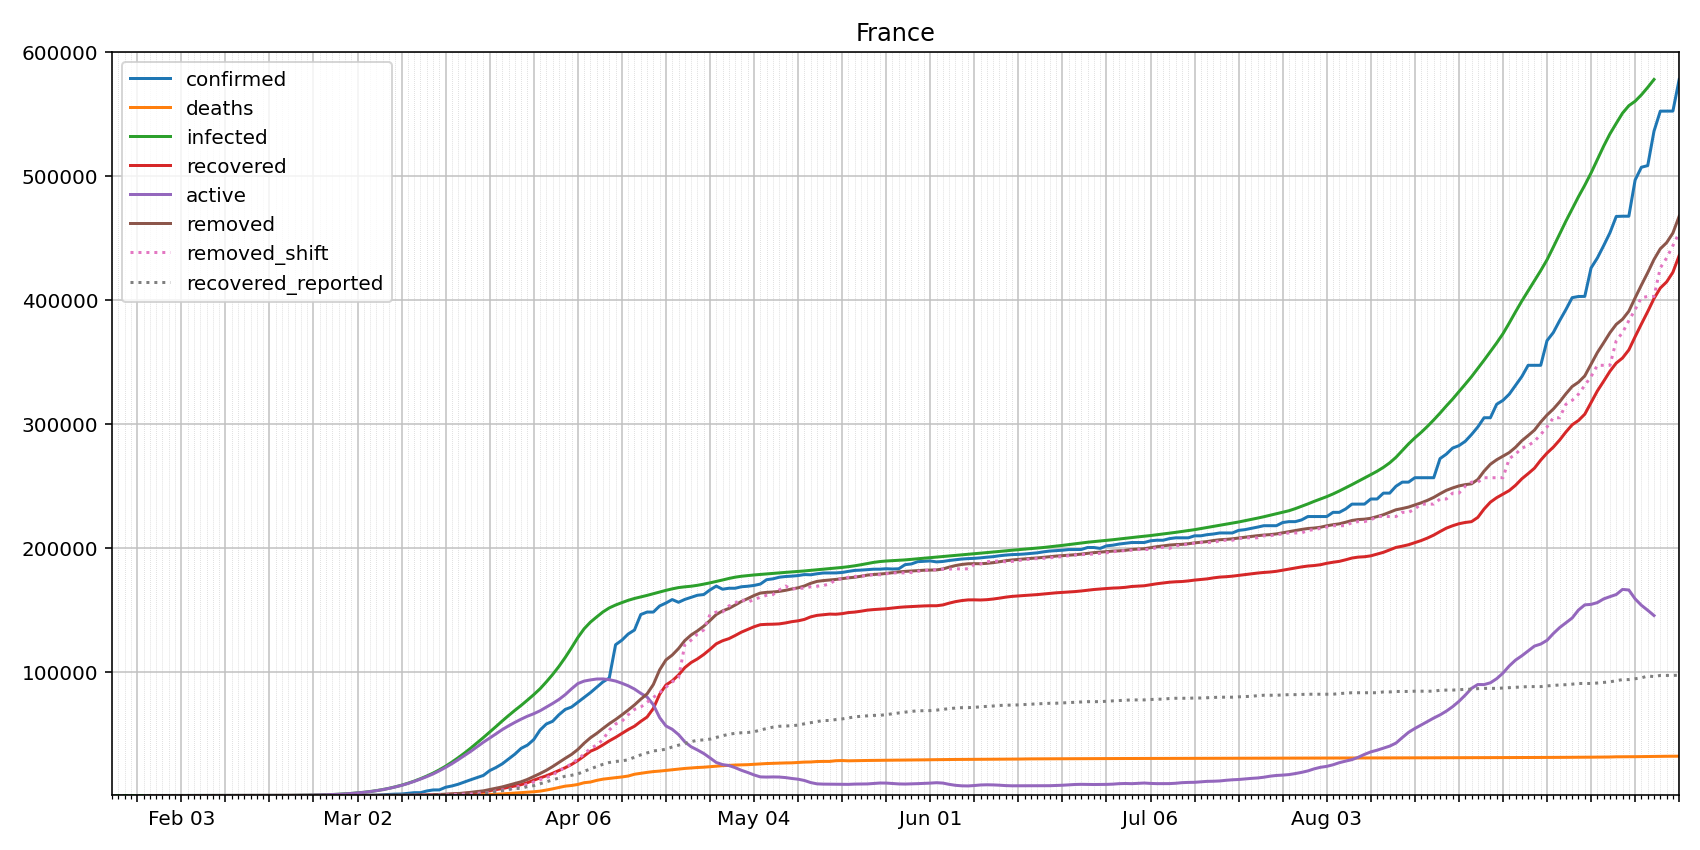 France
600000
500000
400000
300000
200000
100000
confirmed
deaths
infected
recovered
active
removed
removed_shift
recovered_reported
Feb 03
Mar 02
Apr 06
May 04
Jun 01
Jul 06
Aug 03